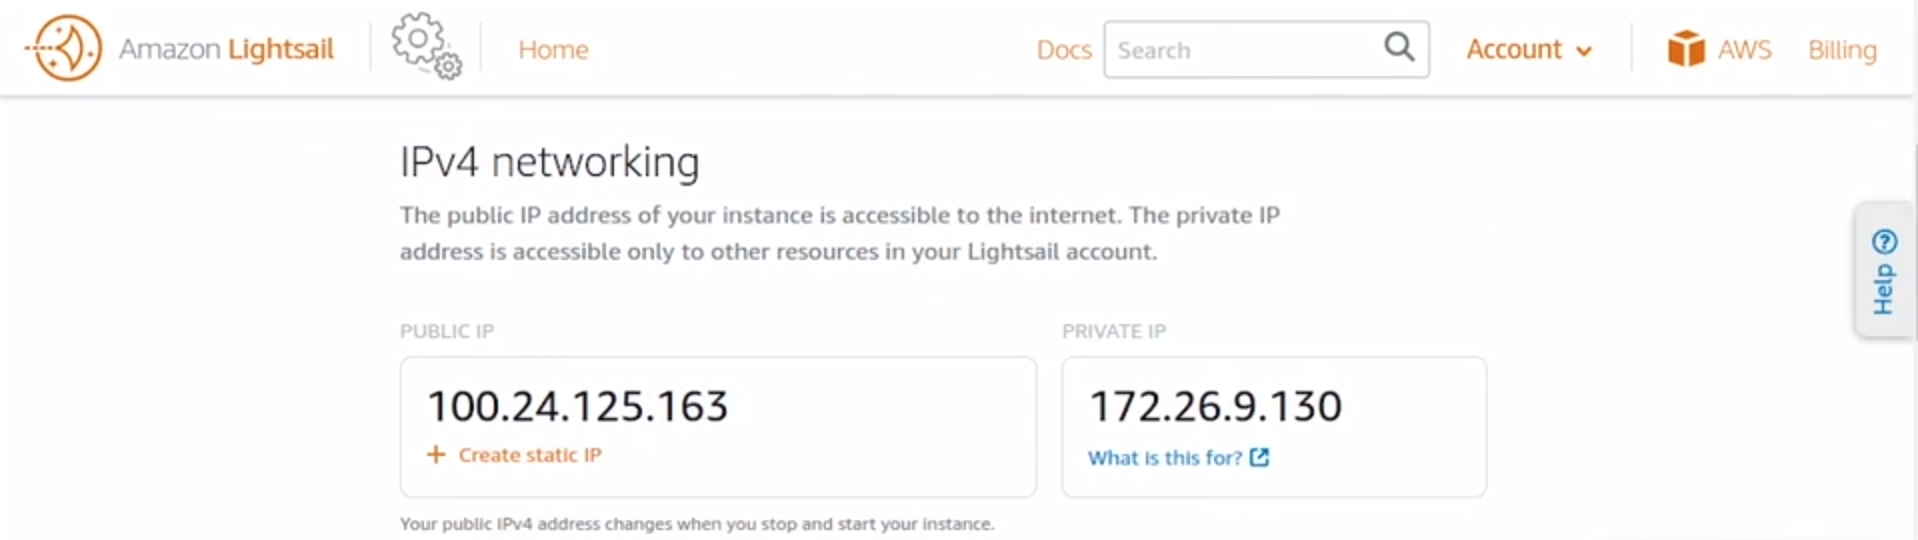 Amazon Lightsail Home Docs Search Account AWS Billing
IPv4 networking
The public IP address of your instance is accessible to the internet. The private IP
address is accessible only to other resources in your Lightsail account.
Help
PUBLIC IP PRIVATE IP
100.24.125.163 172.26.9.130
+ Create static IP What is this for?
Your public IPv4 address changes when you stop and start your instance.